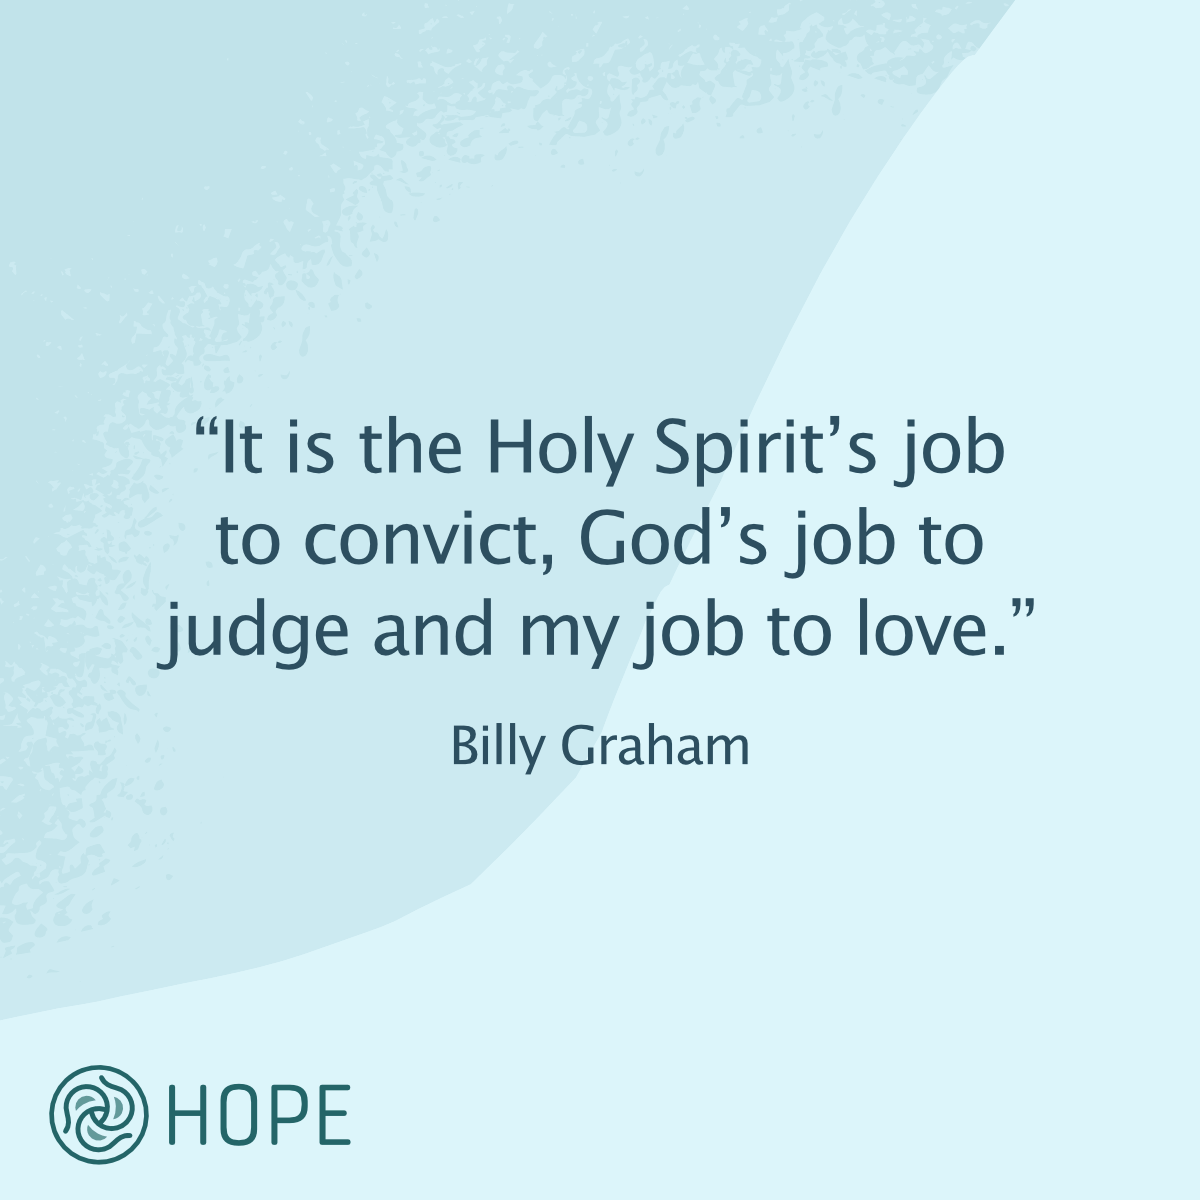 “It is the Holy Spirit’s job
to convict, God’s job to
judge and my job to love.”
Billy Graham
HOPE